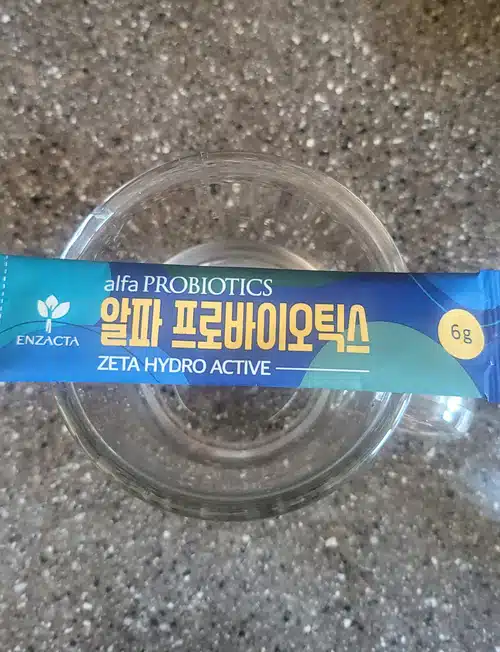 alfa PROBIOTICS
알파 프로바이오틱스
ZETA HYDRO ACTIVE
ENZACTA
6g